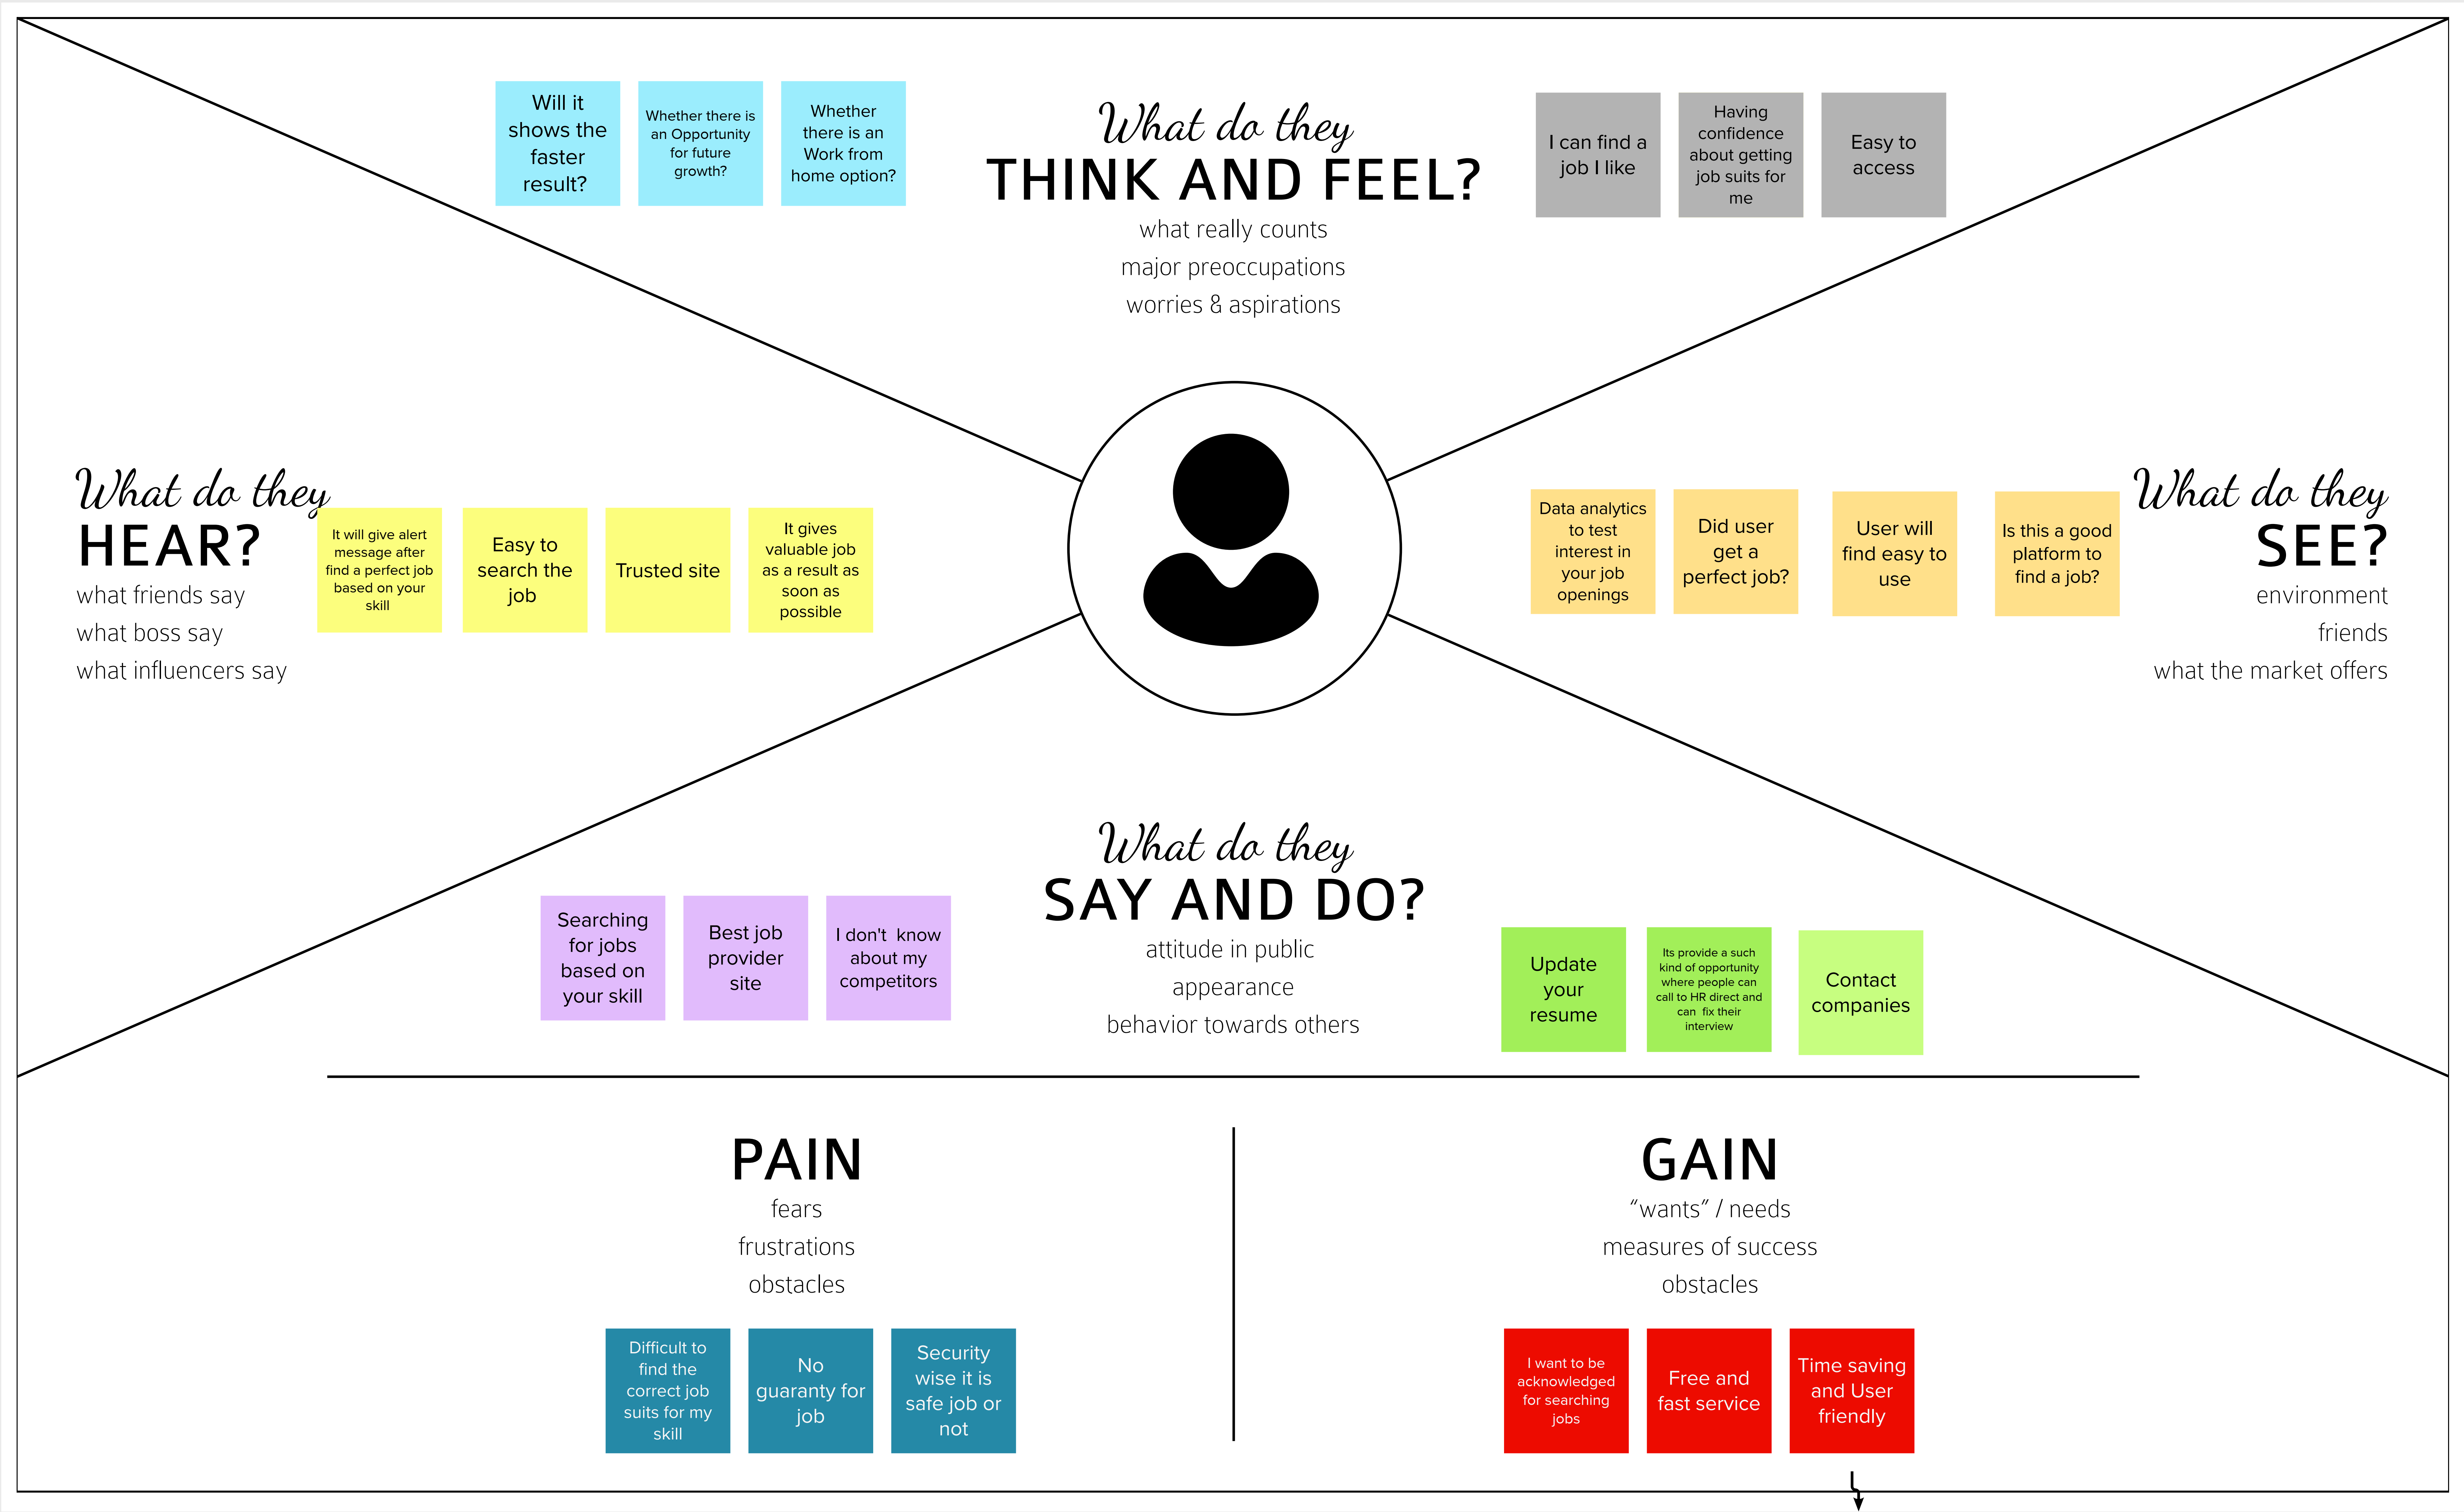 Will it
shows the
faster
result?
Whether there is
an Opportunity
for future
growth?
Whether
there is an
Work from
home option?
What do they
THINK AND FEEL?
what really counts
major preoccupations
worries & aspirations
I can find a
job I like
Having
confidence
about getting
job suits for
me
Easy to
access
What do they
HEAR?
what friends say
what boss say
what influencers say
It will give alert
message after
find a perfect job
based on your
skill
Easy to
search the
job
Trusted site
It gives
valuable job
as a result as
soon as
possible
Data analytics
to test
interest in
your job
openings
Did user
get a
perfect job?
User will
find easy to
use
Is this a good
platform to
find a job?
What do they
SEE?
environment
friends
what the market offers
Searching
for jobs
based on
your skill
Best job
provider
site
I don't  know
about my
competitors
What do they
SAY AND DO?
attitude in public
appearance
behavior towards others
Update
your
resume
Its provide a such
kind of opportunity
where people can
call to HR direct and
can  fix their
interview
Contact
companies
PAIN
fears
frustrations
obstacles
Difficult to
find the
correct job
suits for my
skill
No
guaranty for
job
Security
wise it is
safe job or
not
GAIN
“wants” / needs
measures of success
obstacles
I want to be
acknowledged
for searching
jobs
Free and
fast service
Time saving
and User
friendly